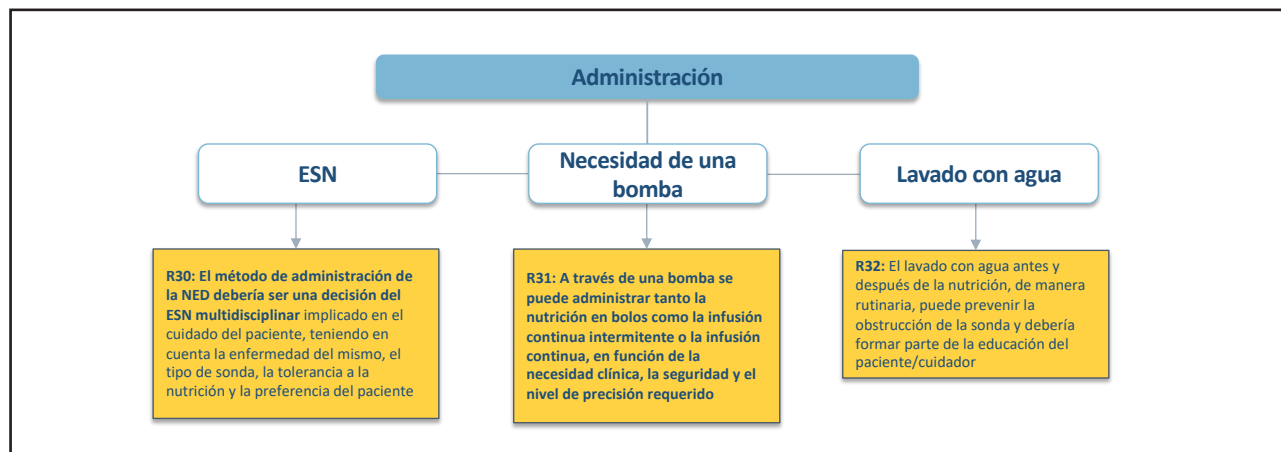 Administración
ESN
Necesidad de una
bomba
Lavado con agua
R30: El método de administración de
la NED debería ser una decisión del
ESN multidisciplinar implicado en el
cuidado del paciente, teniendo en
cuenta la enfermedad del mismo, el
tipo de sonda, la tolerancia a la
nutrición y la preferencia del paciente
R31: A través de una bomba se
puede administrar tanto la
nutrición en bolos como la infusión
continua intermitente o la infusión
continua, en función de la
necesidad clínica, la seguridad y el
nivel de precisión requerido
R32: El lavado con agua antes y
después de la nutrición, de manera
rutinaria, puede prevenir la
obstrucción de la sonda y debería
formar parte de la educación del
paciente/cuidador